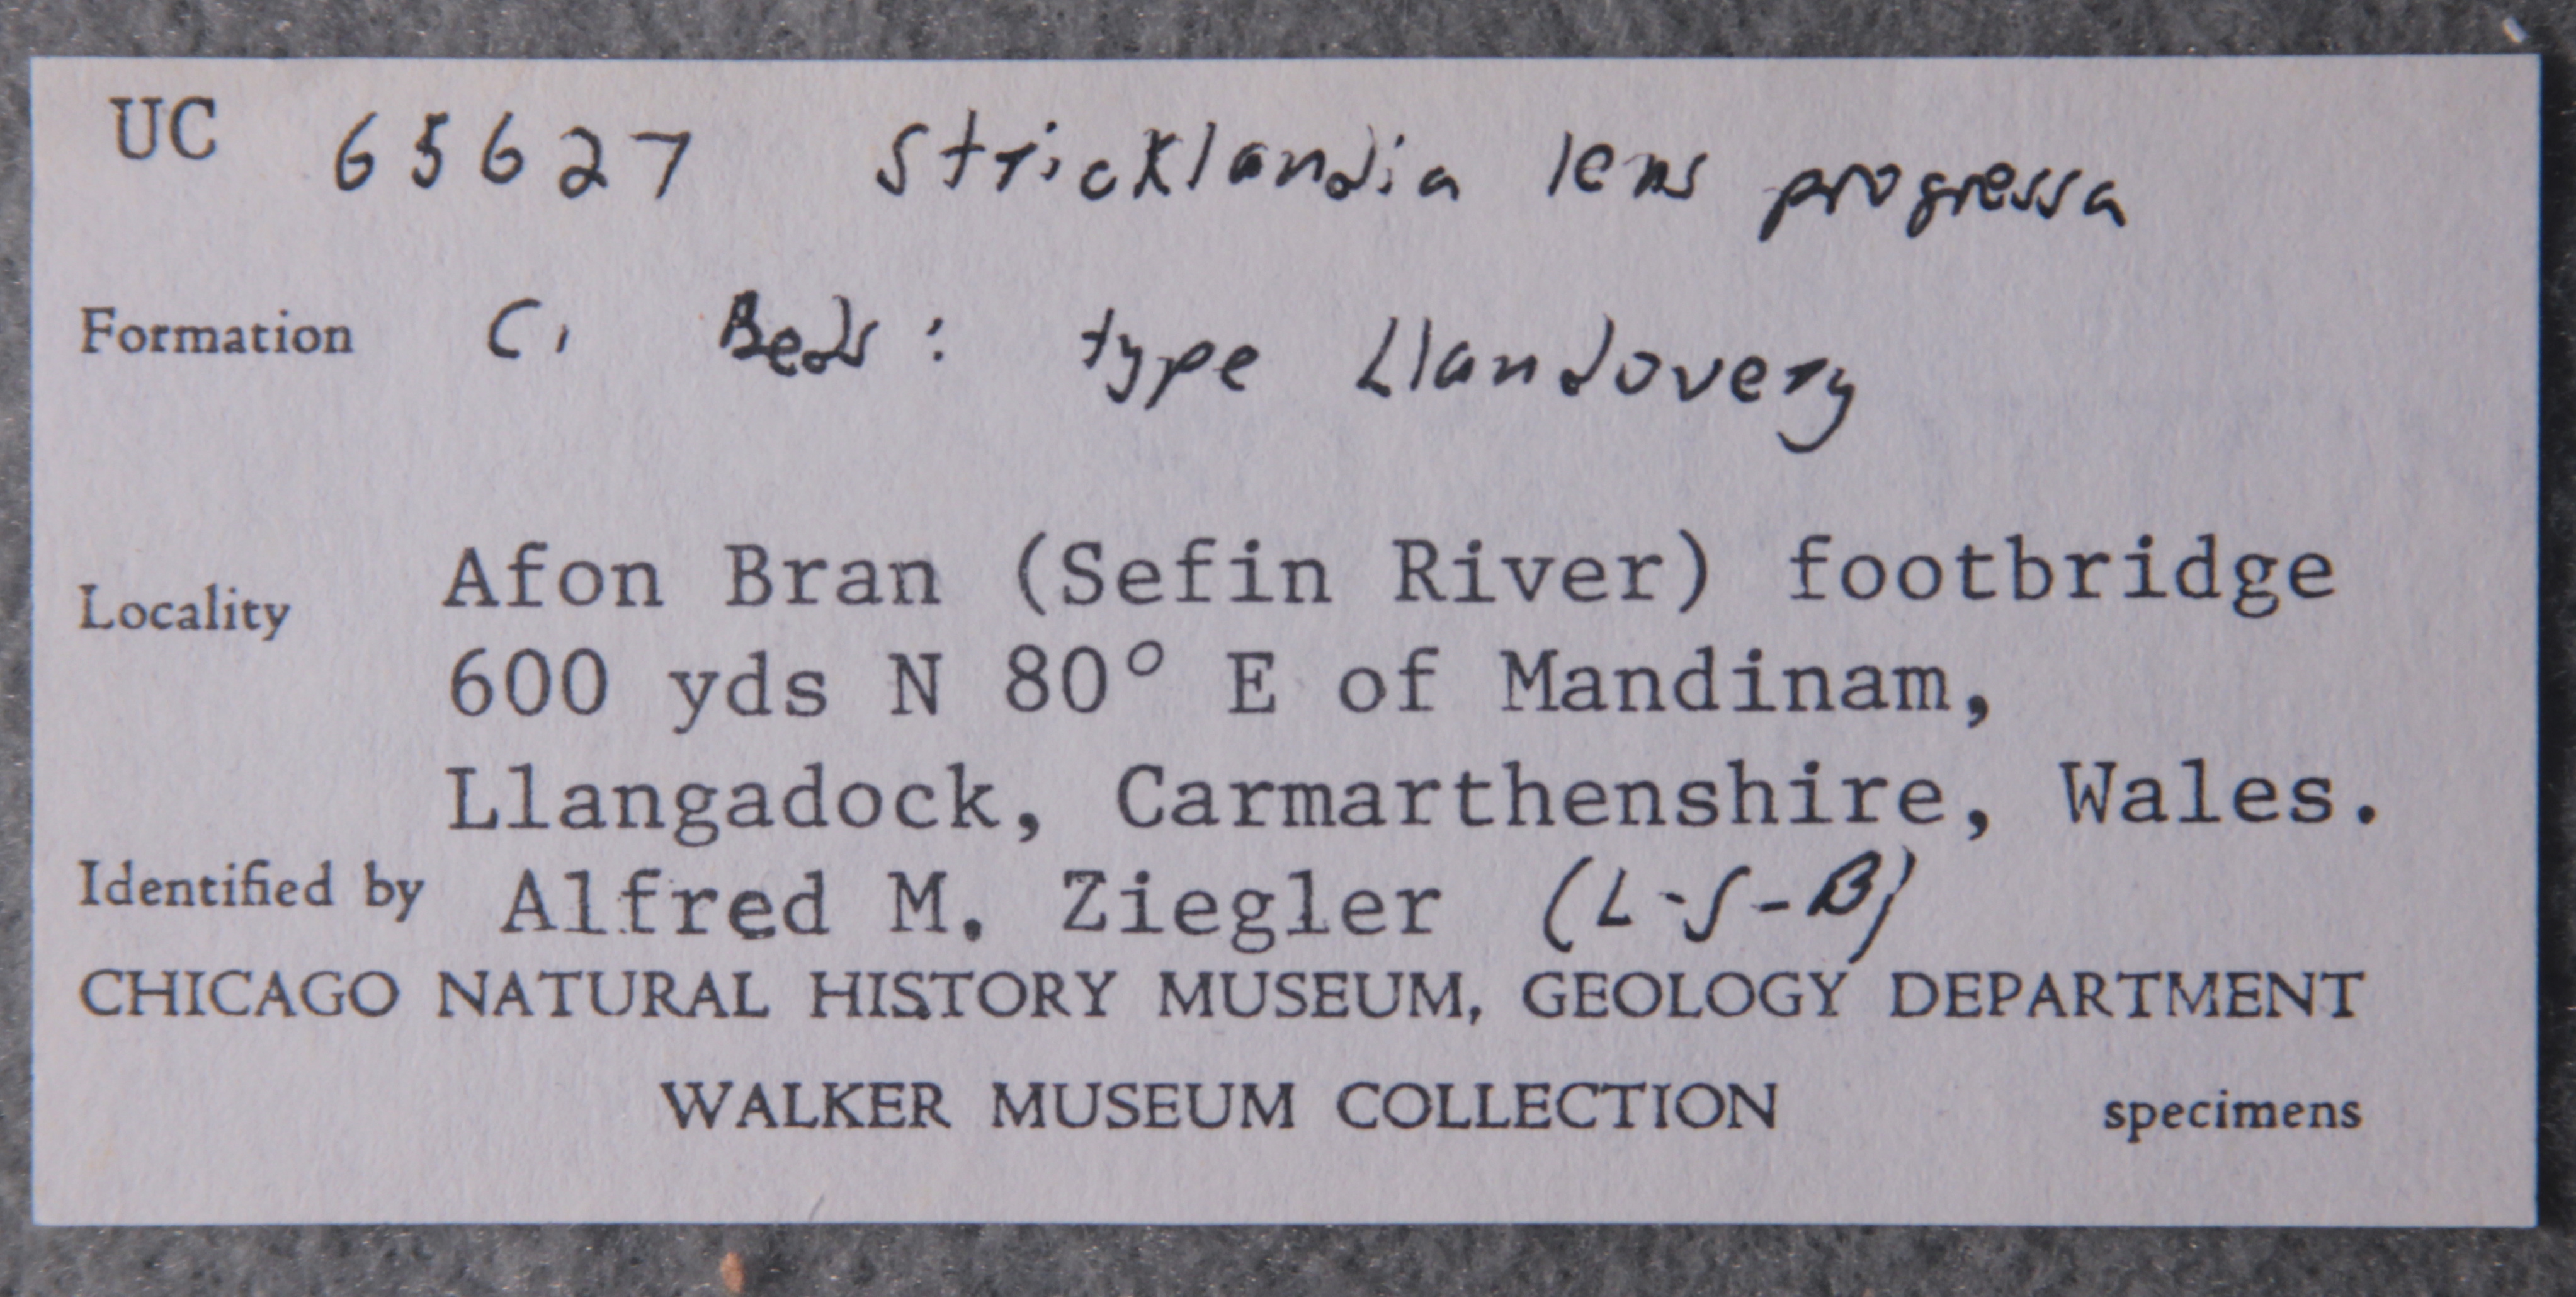 UC 65627 Stricklandia lens progressa
Formation C1 Beds: type Llandovery
Locality Afon Bran (Sefin River) footbridge
600 yds N 80° E of Mandinam,
Llangadock, Carmarthenshire, Wales.
Identified by Alfred M. Ziegler (L-S-B)
CHICAGO NATURAL HISTORY MUSEUM, GEOLOGY DEPARTMENT
WALKER MUSEUM COLLECTION specimens